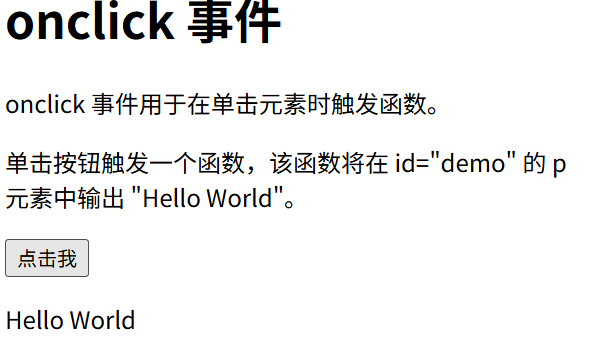 onclick 事件
onclick 事件用于在单击元素时触发函数。
单击按钮触发一个函数，该函数将在 id="demo" 的 p
元素中输出 "Hello World"。
点击我
Hello World